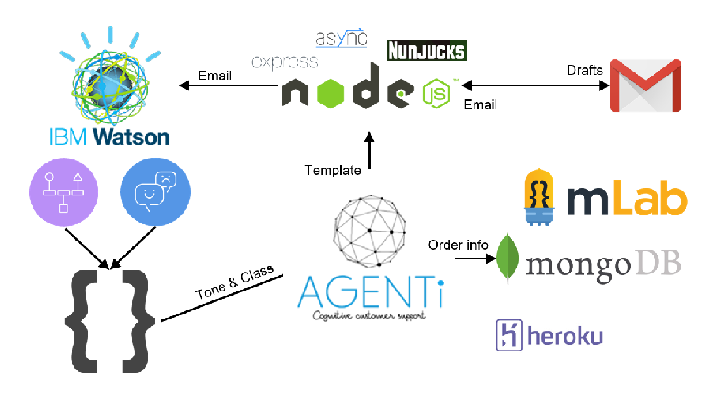 async
express
NUNJUCKS
node
JS
TM
Email
Drafts
Email
IBM Watson
Template
mLab
Order info
mongoDB
Tone & Class
AGENTi
Cognitive customer support
heroku